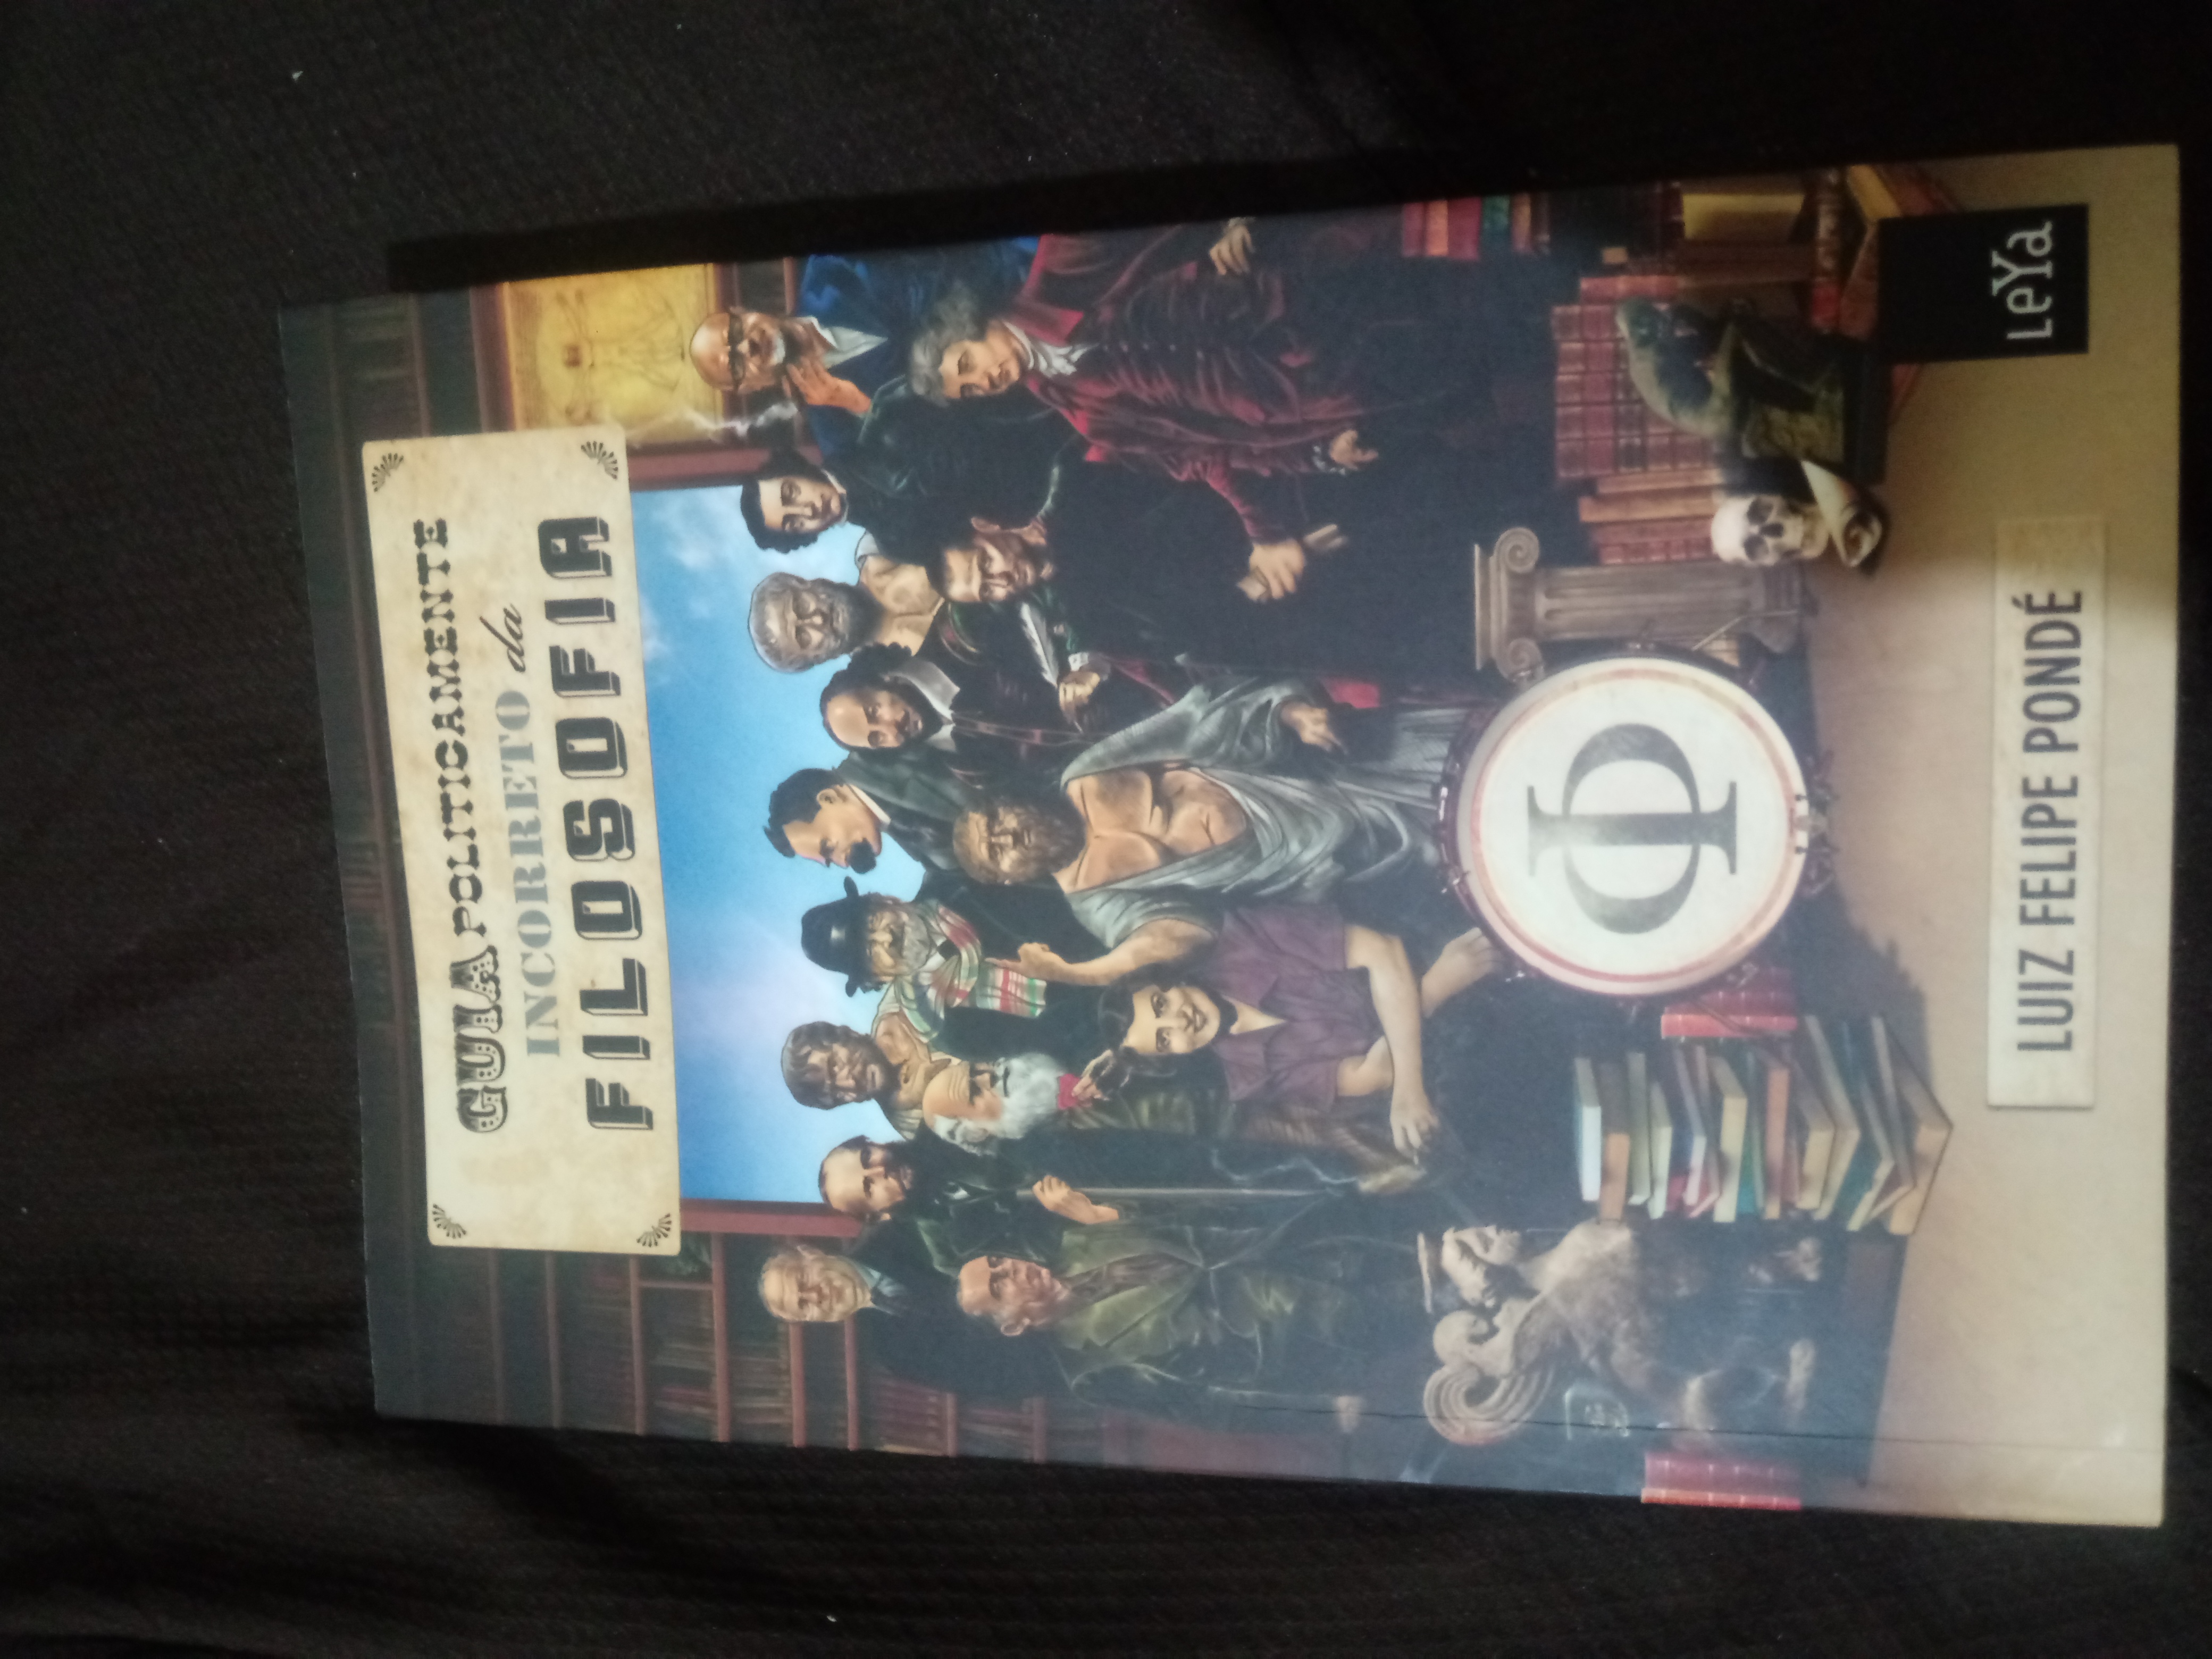 GUIA POLITICAMENTE
INCORRETO da
FILOSOFIA
Φ
LUIZ FELIPE PONDÉ
LeYa